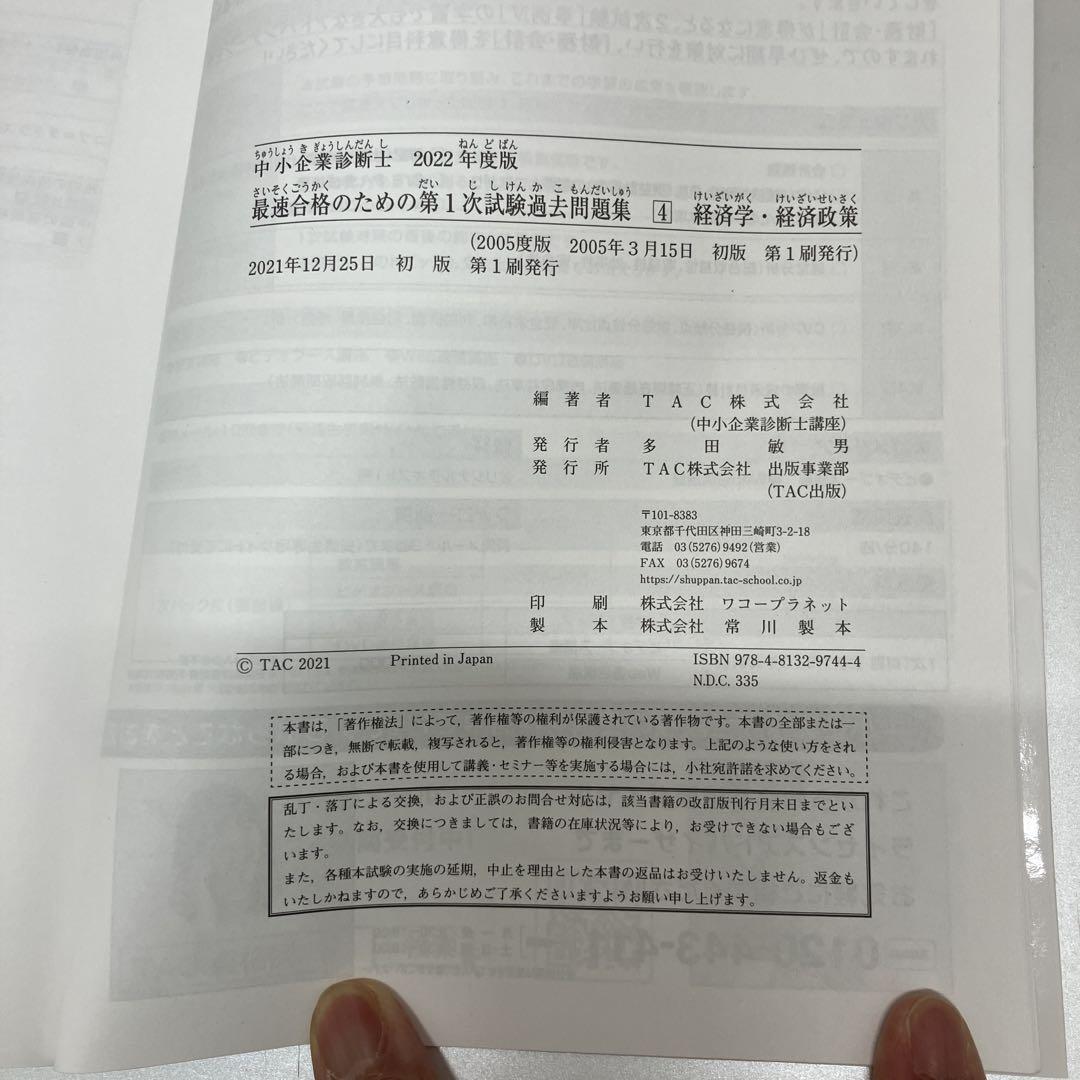 ちゅうしょう き ぎょうしんだん し ねん ど ばん
中小企業診断士 2022年度版
さいそくごうかく だい じ し けん か こ もんだいしゅう けいざいがく けいざいせいさく
最速合格のための第1次試験過去問題集 4 経済学・経済政策
(2005度版 2005年3月15日 初版 第1刷発行)
2021年12月25日 初 版 第1刷発行
編著者 TAC株式会社
(中小企業診断士講座)
発行者 多田敏男
発行所 TAC株式会社 出版事業部
(TAC出版)
〒101-8383
東京都千代田区神田三崎町3-2-18
電話 03(5276)9492(営業)
FAX 03(5276)9674
https://shuppan.tac-school.co.jp
印刷 株式会社 ワコープラネット
製本 株式会社 常川製本
© TAC 2021 Printed in Japan ISBN 978-4-8132-9744-4
N.D.C. 335
本書は,「著作権法」によって,著作権等の権利が保護されている著作物です。本書の全部または一
部につき,無断で転載,複写されると,著作権等の権利侵害となります。上記のような使い方をされ
る場合,および本書を使用して講義・セミナー等を実施する場合には,小社宛許諾を求めてください。
乱丁・落丁による交換,および正誤のお問合せ対応は,該当書籍の改訂版刊行月末日までとい
たします。なお,交換につきましては,書籍の在庫状況等により,お受けできない場合もござ
います。
また,各種本試験の実施の延期,中止を理由とした本書の返品はお受けいたしません。返金も
いたしかねますので,あらかじめご了承くださいますようお願い申し上げます。